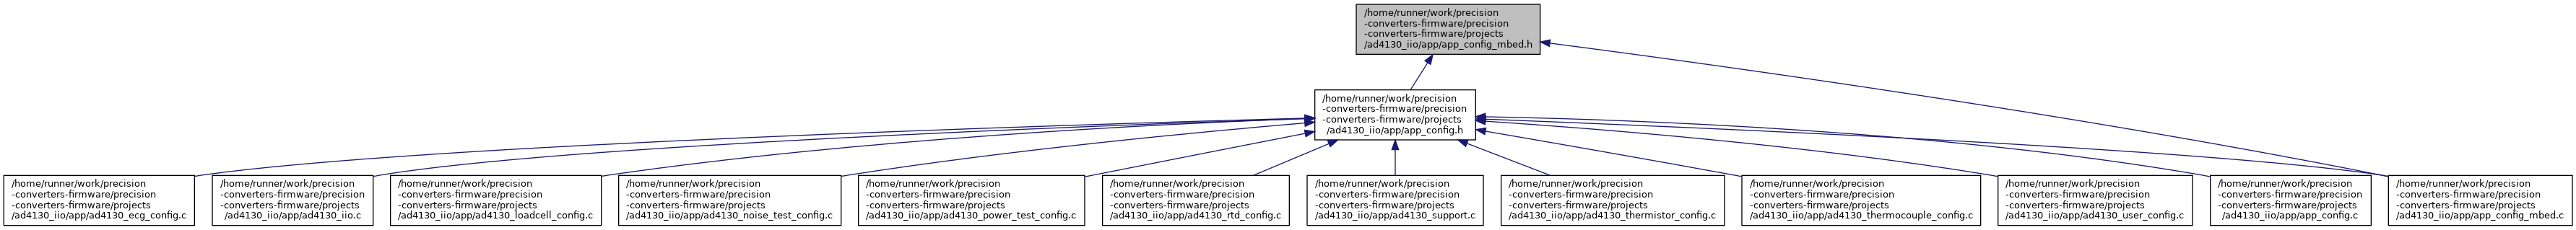 /home/runner/work/precision
-converters-firmware/precision
-converters-firmware/projects
/ad4130_iio/app/app_config_mbed.h
/home/runner/work/precision
-converters-firmware/precision
-converters-firmware/projects
/ad4130_iio/app/app_config.h
/home/runner/work/precision
-converters-firmware/precision
-converters-firmware/projects
/ad4130_iio/app/ad4130_ecg_config.c
/home/runner/work/precision
-converters-firmware/precision
-converters-firmware/projects
/ad4130_iio/app/ad4130_iio.c
/home/runner/work/precision
-converters-firmware/precision
-converters-firmware/projects
/ad4130_iio/app/ad4130_loadcell_config.c
/home/runner/work/precision
-converters-firmware/precision
-converters-firmware/projects
/ad4130_iio/app/ad4130_noise_test_config.c
/home/runner/work/precision
-converters-firmware/precision
-converters-firmware/projects
/ad4130_iio/app/ad4130_power_test_config.c
/home/runner/work/precision
-converters-firmware/precision
-converters-firmware/projects
/ad4130_iio/app/ad4130_rtd_config.c
/home/runner/work/precision
-converters-firmware/precision
-converters-firmware/projects
/ad4130_iio/app/ad4130_support.c
/home/runner/work/precision
-converters-firmware/precision
-converters-firmware/projects
/ad4130_iio/app/ad4130_thermistor_config.c
/home/runner/work/precision
-converters-firmware/precision
-converters-firmware/projects
/ad4130_iio/app/ad4130_thermocouple_config.c
/home/runner/work/precision
-converters-firmware/precision
-converters-firmware/projects
/ad4130_iio/app/ad4130_user_config.c
/home/runner/work/precision
-converters-firmware/precision
-converters-firmware/projects
/ad4130_iio/app/app_config.c
/home/runner/work/precision
-converters-firmware/precision
-converters-firmware/projects
/ad4130_iio/app/app_config_mbed.c